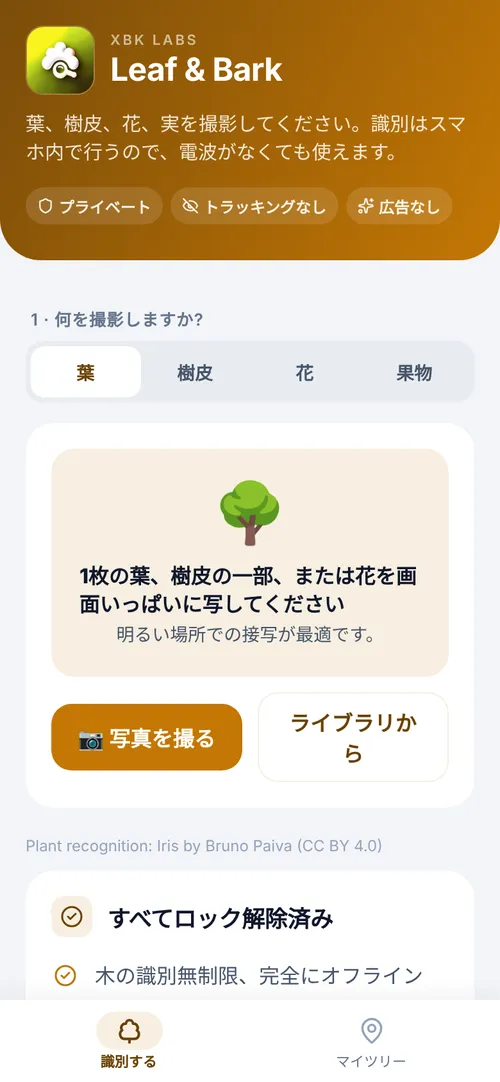 XBK LABS
Leaf & Bark
葉、樹皮、花、実を撮影してください。識別はスマ
ホ内で行うので、電波がなくても使えます。
プライベート
トラッキングなし
広告なし
1 · 何を撮影しますか?
葉
樹皮
花
果物
1枚の葉、樹皮の一部、または花を画
面いっぱいに写してください
明るい場所での接写が最適です。
📷 写真を撮る
ライブラリか
ら
Plant recognition: Iris by Bruno Paiva (CC BY 4.0)
すべてロック解除済み
木の識別無制限、完全にオフライン
識別する
マイツリー